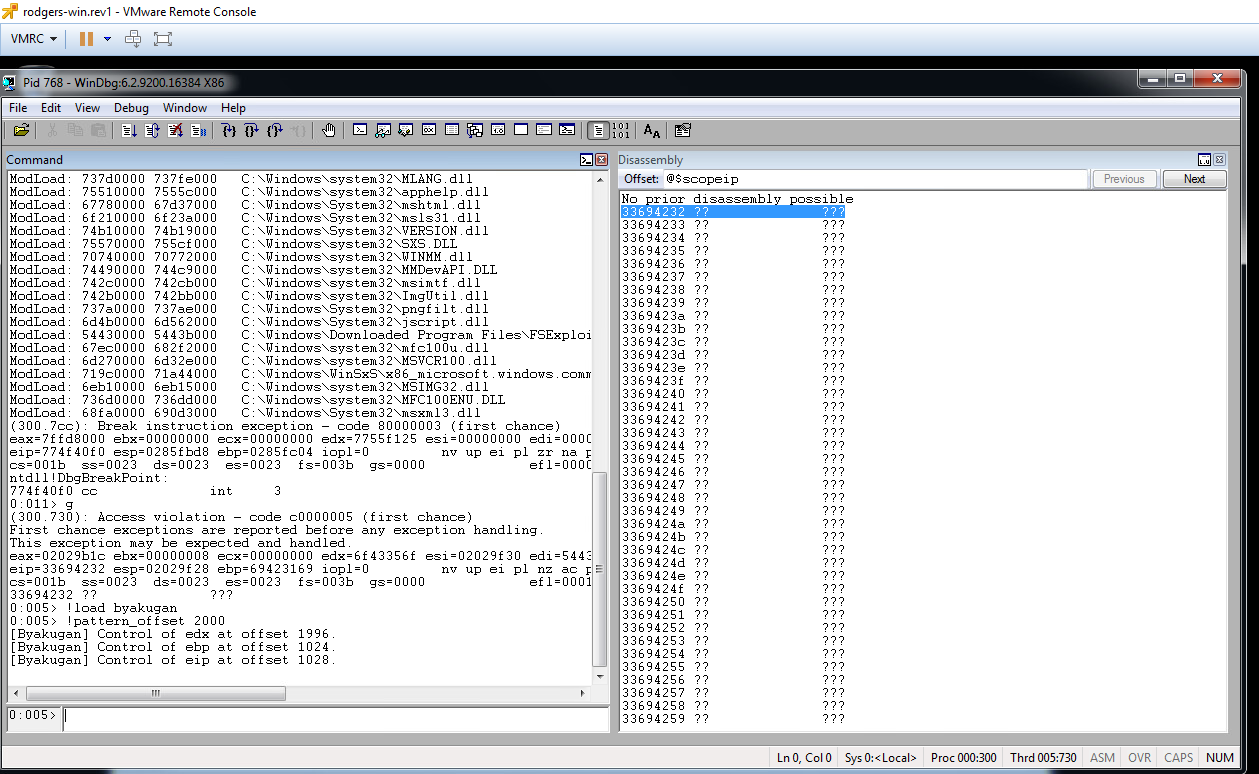 rodgers-win.rev1 - VMware Remote Console
VMRC
Pid 768 - WinDbg:6.2.9200.16384 X86
File Edit View Debug Window Help
Command
ModLoad: 737d0000 737fe000 C:\Windows\system32\MLANG.dll
ModLoad: 75510000 7555c000 C:\Windows\system32\apphelp.dll
ModLoad: 67780000 67d37000 C:\Windows\System32\mshtml.dll
ModLoad: 6f210000 6f23a000 C:\Windows\System32\msls31.dll
ModLoad: 74b10000 74b19000 C:\Windows\System32\VERSION.dll
ModLoad: 75570000 755cf000 C:\Windows\System32\SXS.DLL
ModLoad: 70740000 70772000 C:\Windows\System32\WINMM.dll
ModLoad: 74490000 744c9000 C:\Windows\System32\MMDevAPI.DLL
ModLoad: 742c0000 742cb000 C:\Windows\System32\msimtf.dll
ModLoad: 742b0000 742bb000 C:\Windows\System32\ImgUtil.dll
ModLoad: 737a0000 737ae000 C:\Windows\System32\pngfilt.dll
ModLoad: 6d4b0000 6d562000 C:\Windows\System32\jscript.dll
ModLoad: 54430000 5443b000 C:\Windows\Downloaded Program Files\FSExploi
ModLoad: 67ec0000 682f2000 C:\Windows\system32\mfc100u.dll
ModLoad: 6d270000 6d32e000 C:\Windows\system32\MSVCR100.dll
ModLoad: 719c0000 71a44000 C:\Windows\WinSxS\x86_microsoft.windows.comm
ModLoad: 6eb10000 6eb15000 C:\Windows\system32\MSIMG32.dll
ModLoad: 736d0000 736dd000 C:\Windows\system32\MFC100ENU.DLL
ModLoad: 68fa0000 690d3000 C:\Windows\System32\msxml3.dll
(300.7cc): Break instruction exception - code 80000003 (first chance)
eax=7ffd8000 ebx=00000000 ecx=00000000 edx=7755f125 esi=00000000 edi=0000
eip=774f40f0 esp=0285fbd8 ebp=0285fc04 iopl=0 nv up ei pl zr na p
cs=001b ss=0023 ds=0023 es=0023 fs=003b gs=0000 efl=0000
ntdll!DbgBreakPoint:
774f40f0 cc int 3
0:011> g
(300.730): Access violation - code c0000005 (first chance)
First chance exceptions are reported before any exception handling.
This exception may be expected and handled.
eax=02029b1c ebx=00000008 ecx=00000000 edx=6f43356f esi=02029f30 edi=5443
eip=33694232 esp=02029f28 ebp=69423169 iopl=0 nv up ei pl nz ac p
cs=001b ss=0023 ds=0023 es=0023 fs=003b gs=0000 efl=0001
33694232 ?? ???
0:005> !load byakugan
0:005> !pattern_offset 2000
[Byakugan] Control of edx at offset 1996.
[Byakugan] Control of ebp at offset 1024.
[Byakugan] Control of eip at offset 1028.
0:005>
Disassembly
Offset: @$scopeip Previous Next
No prior disassembly possible
33694232 ?? ???
33694233 ?? ???
33694234 ?? ???
33694235 ?? ???
33694236 ?? ???
33694237 ?? ???
33694238 ?? ???
33694239 ?? ???
3369423a ?? ???
3369423b ?? ???
3369423c ?? ???
3369423d ?? ???
3369423e ?? ???
3369423f ?? ???
33694240 ?? ???
33694241 ?? ???
33694242 ?? ???
33694243 ?? ???
33694244 ?? ???
33694245 ?? ???
33694246 ?? ???
33694247 ?? ???
33694248 ?? ???
33694249 ?? ???
3369424a ?? ???
3369424b ?? ???
3369424c ?? ???
3369424d ?? ???
3369424e ?? ???
3369424f ?? ???
33694250 ?? ???
33694251 ?? ???
33694252 ?? ???
33694253 ?? ???
33694254 ?? ???
33694255 ?? ???
33694256 ?? ???
33694257 ?? ???
33694258 ?? ???
33694259 ?? ???
Ln 0, Col 0 Sys 0:<Local> Proc 000:300 Thrd 005:730 ASM OVR CAPS NUM